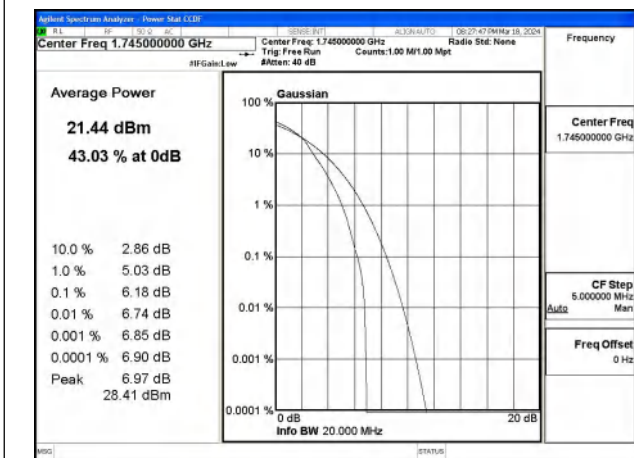 Agilent Spectrum Analyzer - Power Stat CCDF
RL RF 50 Ω AC SENSE:INT ALIGN AUTO 08:27:47 PM Mar 18, 2024
Center Freq 1.745000000 GHz
Center Freq: 1.745000000 GHz Radio Std: None
Trig: Free Run Counts:1.00 M/1.00 Mpt
#IFGain:Low #Atten: 40 dB
Frequency
Average Power
21.44 dBm
43.03 % at 0dB
10.0 % 2.86 dB
1.0 % 5.03 dB
0.1 % 6.18 dB
0.01 % 6.74 dB
0.001 % 6.85 dB
0.0001 % 6.90 dB
Peak 6.97 dB
28.41 dBm
Gaussian
100 %
10 %
1 %
0.1 %
0.01 %
0.001 %
0.0001 %
0 dB 20 dB
Info BW 20.000 MHz
Center Freq
1.745000000 GHz
CF Step
5.000000 MHz
Auto Man
Freq Offset
0 Hz
MSG STATUS